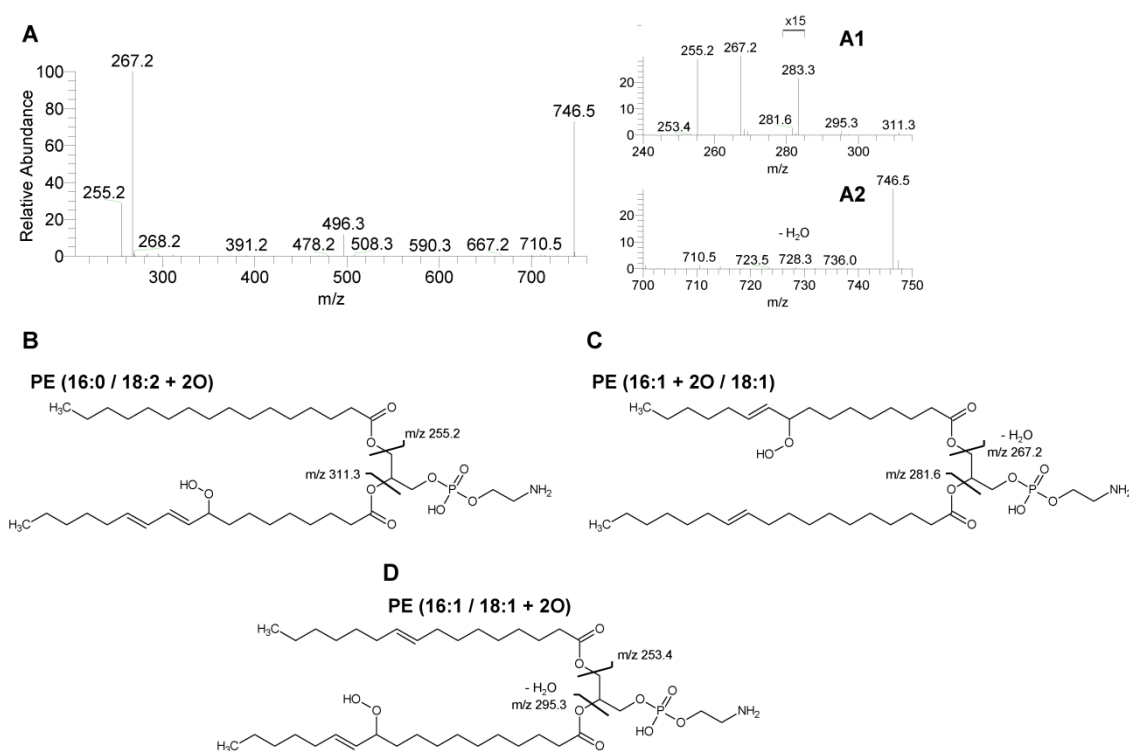 A
Relative Abundance
100
80
60
40
20
0
267.2
746.5
255.2
268.2
391.2
478.2
496.3
508.3
590.3
667.2
710.5
300
400
500
600
700
m/z
A1
x15
20
10
0
255.2
267.2
283.3
253.4
281.6
295.3
311.3
240
260
280
300
m/z
A2
746.5
20
10
0
- H₂O
710.5
723.5
728.3
736.0
700
710
720
730
740
750
m/z
B
PE (16:0 / 18:2 + 2O)
H₃C
O
O
m/z 255.2
m/z 311.3
HO
O
O
O
P
O
HO
NH₂
H₃C
O
O
C
PE (16:1 + 2O / 18:1)
H₃C
O
O
HO
O
- H₂O
m/z 267.2
m/z 281.6
O
O
P
O
HO
NH₂
H₃C
O
O
D
PE (16:1 / 18:1 + 2O)
H₃C
O
O
m/z 253.4
- H₂O
m/z 295.3
HO
O
O
O
P
O
HO
NH₂
H₃C
O
O